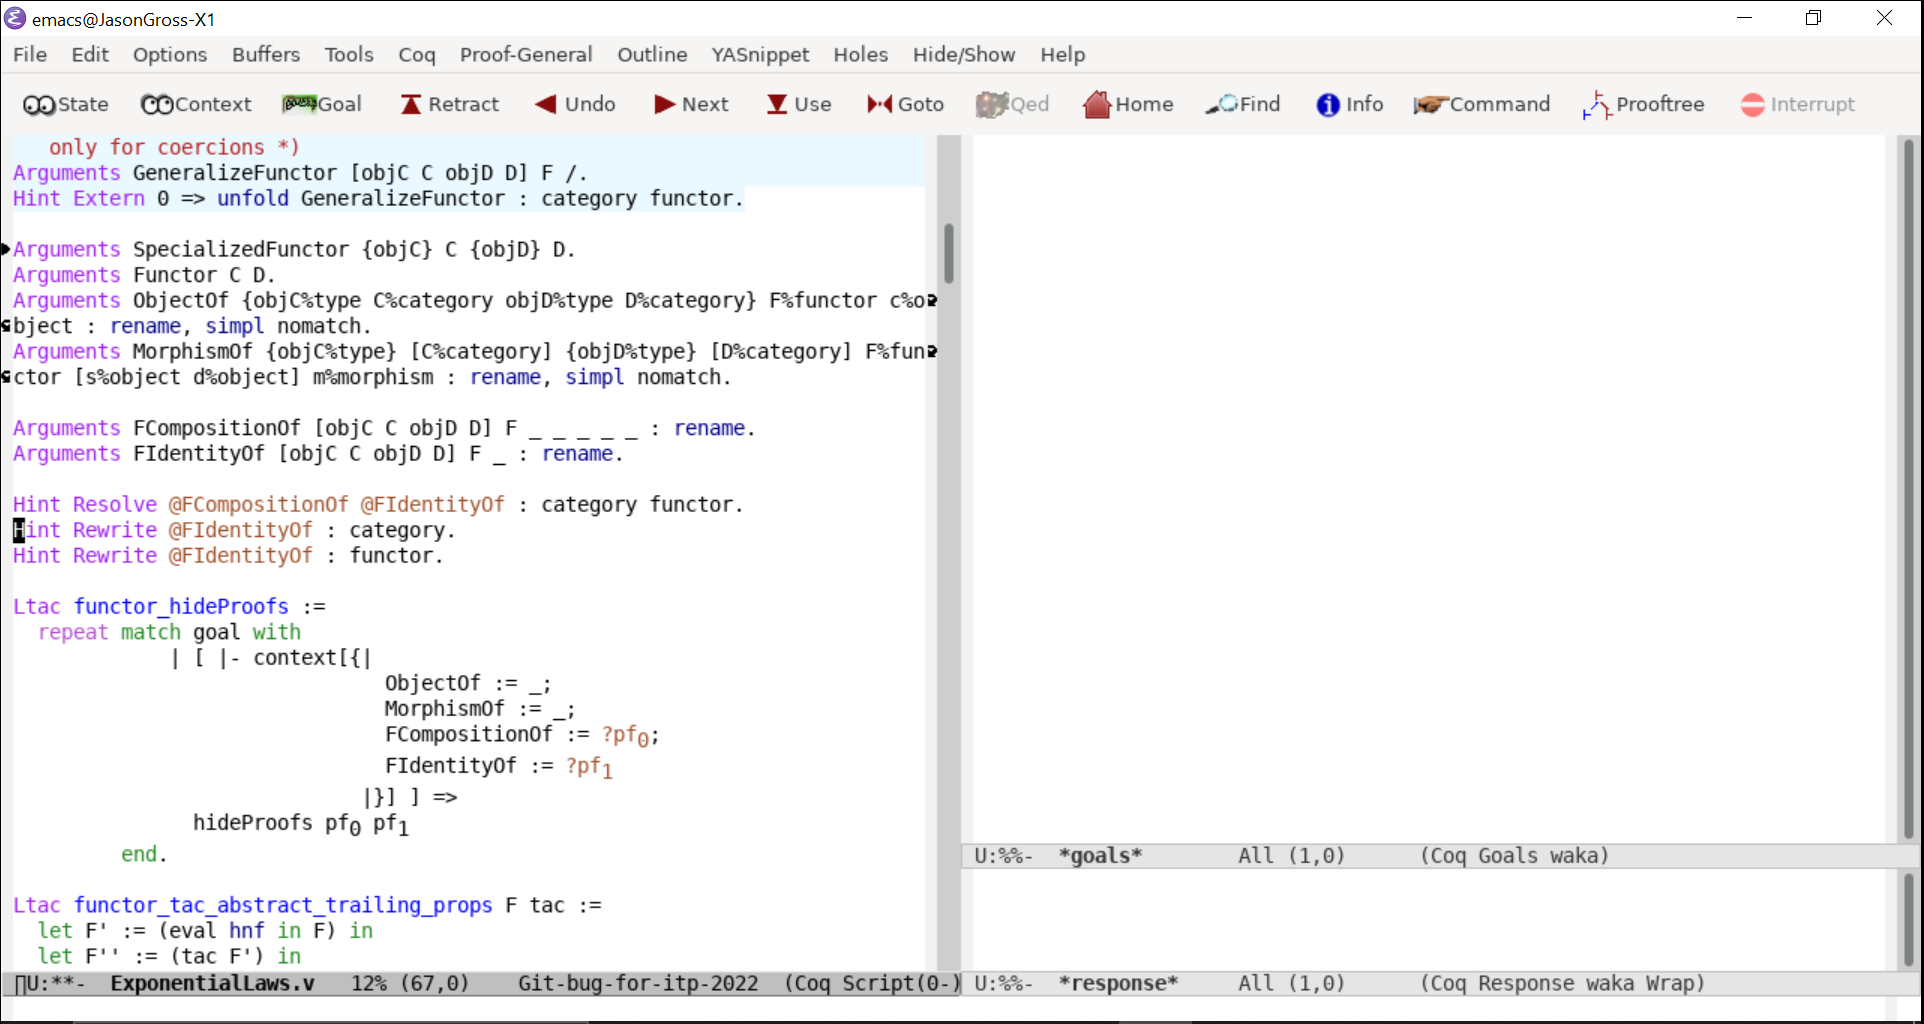 emacs@JasonGross-X1
File Edit Options Buffers Tools Coq Proof-General Outline YASnippet Holes Hide/Show Help
State Context Goal Retract Undo Next Use Goto Qed Home Find Info Command Prooftree Interrupt
only for coercions *)
Arguments GeneralizeFunctor [objC C objD D] F /.
Hint Extern 0 => unfold GeneralizeFunctor : category functor.
Arguments SpecializedFunctor {objC} C {objD} D.
Arguments Functor C D.
Arguments ObjectOf {objC%type C%category objD%type D%category} F%functor c%o
bject : rename, simpl nomatch.
Arguments MorphismOf {objC%type} [C%category] {objD%type} [D%category] F%fun
ctor [s%object d%object] m%morphism : rename, simpl nomatch.
Arguments FCompositionOf [objC C objD D] F _ _ _ _ _ : rename.
Arguments FIdentityOf [objC C objD D] F _ : rename.
Hint Resolve @FCompositionOf @FIdentityOf : category functor.
Hint Rewrite @FIdentityOf : category.
Hint Rewrite @FIdentityOf : functor.
Ltac functor_hideProofs :=
repeat match goal with
| [ |- context[{|
ObjectOf := _;
MorphismOf := _;
FCompositionOf := ?pf0;
FIdentityOf := ?pf1
|}] ] =>
hideProofs pf0 pf1
end.
Ltac functor_tac_abstract_trailing_props F tac :=
let F' := (eval hnf in F) in
let F'' := (tac F') in
U:**- ExponentialLaws.v 12% (67,0) Git-bug-for-itp-2022 (Coq Script(0-)
U:%%- *goals* All (1,0) (Coq Goals waka)
U:%%- *response* All (1,0) (Coq Response waka Wrap)